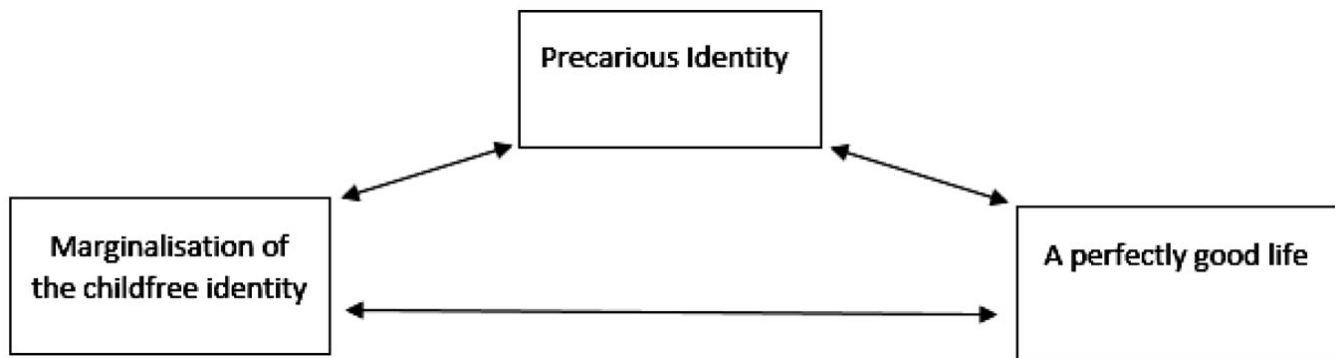 Precarious Identity
Marginalisation of
the childfree identity
A perfectly good life